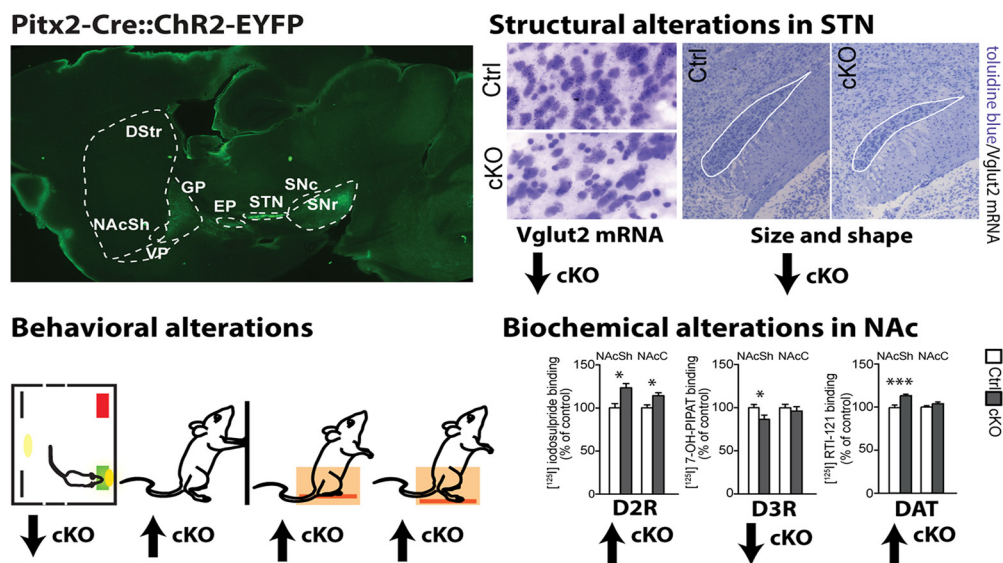 Pitx2-Cre::ChR2-EYFP
DStr
GP
SNc
STN
EP
SNr
NAcSh
VP
Structural alterations in STN
Ctrl
cKO
Ctrl
cKO
toluidine blue/Vglut2 mRNA
Vglut2 mRNA
Size and shape
cKO
cKO
Behavioral alterations
cKO
cKO
cKO
cKO
Biochemical alterations in NAc
NAcSh NAcC
[125I] iodosulpride binding
(% of control)
150
100
50
0
* *
D2R
cKO
NAcSh NAcC
[125I] 7-OH-PIPAT binding
(% of control)
150
100
50
0
*
D3R
cKO
NAcSh NAcC
[125I] RTI-121 binding
(% of control)
150
100
50
0
***
DAT
cKO
Ctrl
cKO